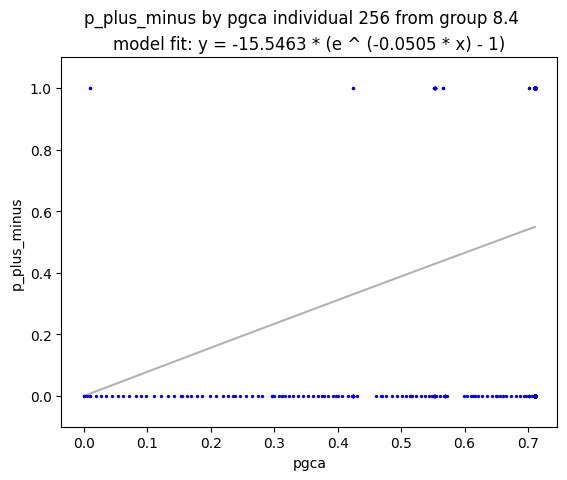 p_plus_minus by pgca individual 256 from group 8.4
model fit: y = -15.5463 * (e ^ (-0.0505 * x) - 1)
1.0
0.8
0.6
0.4
0.2
0.0
p_plus_minus
0.0 0.1 0.2 0.3 0.4 0.5 0.6 0.7
pgca